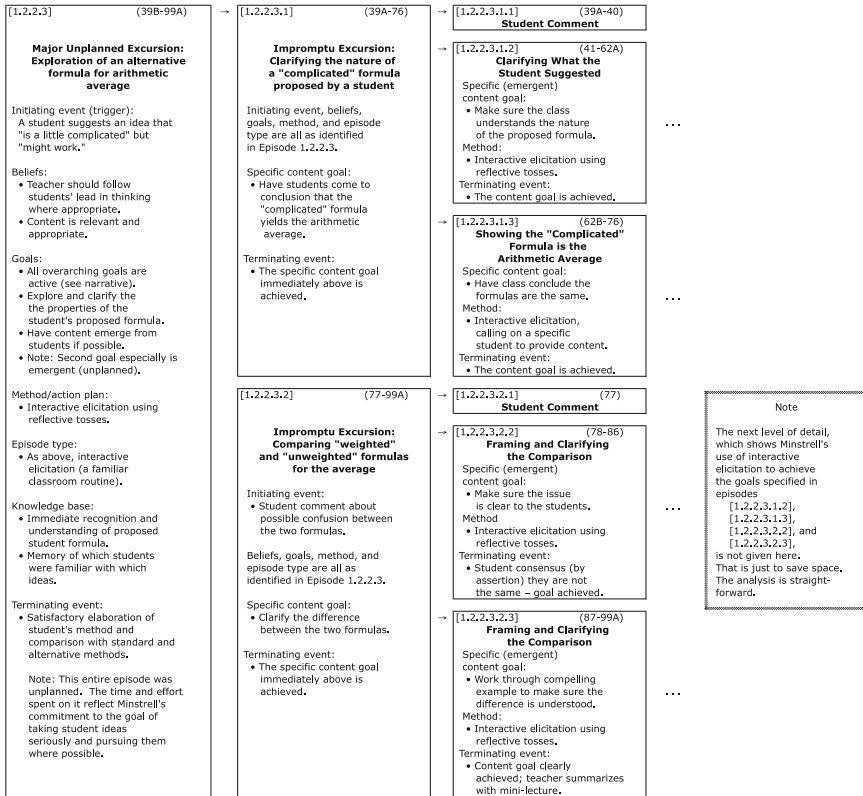 [1.2.2.3] (39B-99A)
Major Unplanned Excursion:
Exploration of an alternative
formula for arithmetic
average
Initiating event (trigger):
A student suggests an idea that
"is a little complicated" but
"might work."
Beliefs:
• Teacher should follow
students' lead in thinking
where appropriate.
• Content is relevant and
appropriate.
Goals:
• All overarching goals are
active (see narrative).
• Explore and clarify the
the properties of the
student's proposed formula.
• Have content emerge from
students if possible.
• Note: Second goal especially is
emergent (unplanned).
Method/action plan:
• Interactive elicitation using
reflective tosses.
Episode type:
• As above, interactive
elicitation (a familiar
classroom routine).
Knowledge base:
• Immediate recognition and
understanding of proposed
student formula.
• Memory of which students
were familiar with which
ideas.
Terminating event:
• Satisfactory elaboration of
student's method and
comparison with standard and
alternative methods.
Note: This entire episode was
unplanned. The time and effort
spent on it reflect Minstrell's
commitment to the goal of
taking student ideas
seriously and pursuing them
where possible.
→ [1.2.2.3.1] (39A-76)
Impromptu Excursion:
Clarifying the nature of
a "complicated" formula
proposed by a student
Initiating event, beliefs,
goals, method, and episode
type are all as identified
in Episode 1.2.2.3.
Specific content goal:
• Have students come to
conclusion that the
"complicated" formula
yields the arithmetic
average.
Terminating event:
• The specific content goal
immediately above is
achieved.
[1.2.2.3.2] (77-99A)
Impromptu Excursion:
Comparing "weighted"
and "unweighted" formulas
for the average
Initiating event:
• Student comment about
possible confusion between
the two formulas.
Beliefs, goals, method, and
episode type are all as
identified in Episode 1.2.2.3.
Specific content goal:
• Clarify the difference
between the two formulas.
Terminating event:
• The specific content goal
immediately above is
achieved.
→ [1.2.2.3.1.1] (39A-40)
Student Comment
→ [1.2.2.3.1.2] (41-62A)
Clarifying What the
Student Suggested
Specific (emergent)
content goal:
• Make sure the class
understands the nature
of the proposed formula.
Method:
• Interactive elicitation using
reflective tosses.
Terminating event:
• The content goal is achieved.
...
→ [1.2.2.3.1.3] (62B-76)
Showing the "Complicated"
Formula is the
Arithmetic Average
Specific content goal:
• Have class conclude the
formulas are the same.
Method:
• Interactive elicitation,
calling on a specific
student to provide content.
Terminating event:
• The content goal is achieved.
...
→ [1.2.2.3.2.1] (77)
Student Comment
→ [1.2.2.3.2.2] (78-86)
Framing and Clarifying
the Comparison
Specific (emergent)
content goal:
• Make sure the issue
is clear to the students.
Method
• Interactive elicitation using
reflective tosses.
Terminating event:
• Student consensus (by
assertion) they are not
the same – goal achieved.
...
→ [1.2.2.3.2.3] (87-99A)
Framing and Clarifying
the Comparison
Specific (emergent)
content goal:
• Work through compelling
example to make sure the
difference is understood.
Method:
• Interactive elicitation using
reflective tosses.
Terminating event:
• Content goal clearly
achieved; teacher summarizes
with mini-lecture.
...
Note
The next level of detail,
which shows Minstrell's
use of interactive
elicitation to achieve
the goals specified in
episodes
[1.2.2.3.1.2],
[1.2.2.3.1.3],
[1.2.2.3.2.2], and
[1.2.2.3.2.3],
is not given here.
That is just to save space.
The analysis is straight-
forward.